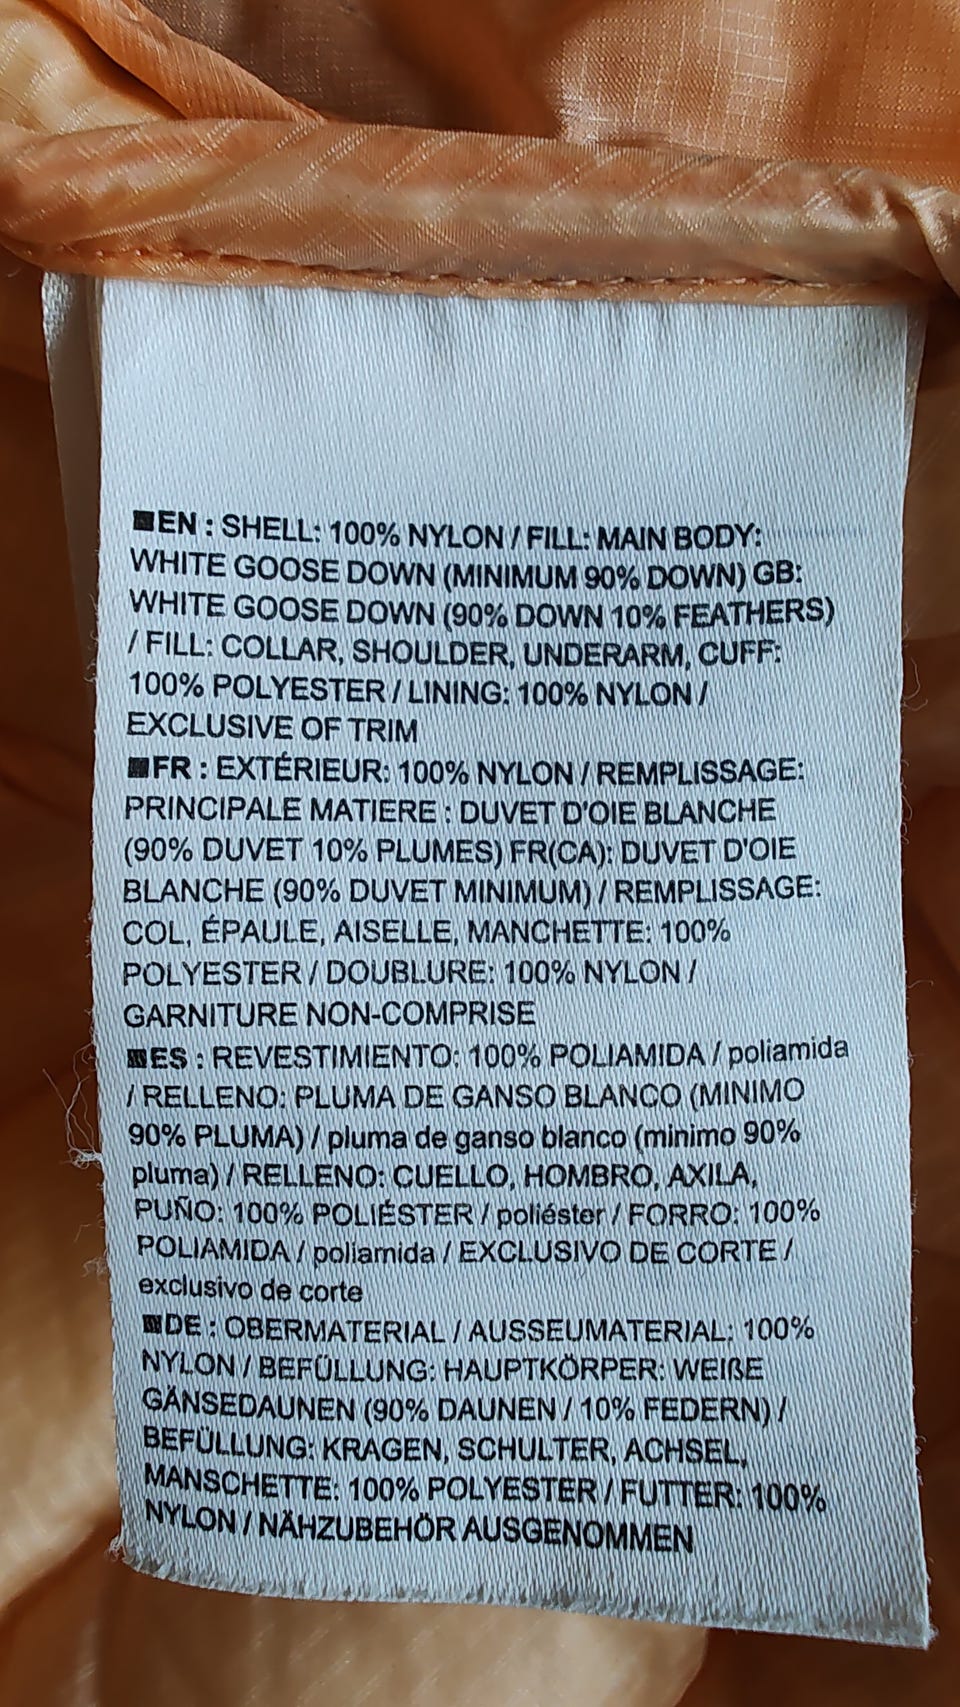 ■EN : SHELL: 100% NYLON / FILL: MAIN BODY:
WHITE GOOSE DOWN (MINIMUM 90% DOWN) GB:
WHITE GOOSE DOWN (90% DOWN 10% FEATHERS)
/ FILL: COLLAR, SHOULDER, UNDERARM, CUFF:
100% POLYESTER / LINING: 100% NYLON /
EXCLUSIVE OF TRIM
■FR : EXTÉRIEUR: 100% NYLON / REMPLISSAGE:
PRINCIPALE MATIERE : DUVET D'OIE BLANCHE
(90% DUVET 10% PLUMES) FR(CA): DUVET D'OIE
BLANCHE (90% DUVET MINIMUM) / REMPLISSAGE:
COL, ÉPAULE, AISELLE, MANCHETTE: 100%
POLYESTER / DOUBLURE: 100% NYLON /
GARNITURE NON-COMPRISE
■ES : REVESTIMIENTO: 100% POLIAMIDA / poliamida
/ RELLENO: PLUMA DE GANSO BLANCO (MINIMO
90% PLUMA) / pluma de ganso blanco (minimo 90%
pluma) / RELLENO: CUELLO, HOMBRO, AXILA,
PUÑO: 100% POLIÉSTER / poliéster / FORRO: 100%
POLIAMIDA / poliamida / EXCLUSIVO DE CORTE /
exclusivo de corte
■DE : OBERMATERIAL / AUSSEUMATERIAL: 100%
NYLON / BEFÜLLUNG: HAUPTKÖRPER: WEIßE
GÄNSEDAUNEN (90% DAUNEN / 10% FEDERN) /
BEFÜLLUNG: KRAGEN, SCHULTER, ACHSEL,
MANSCHETTE: 100% POLYESTER / FUTTER: 100%
NYLON / NÄHZUBEHÖR AUSGENOMMEN